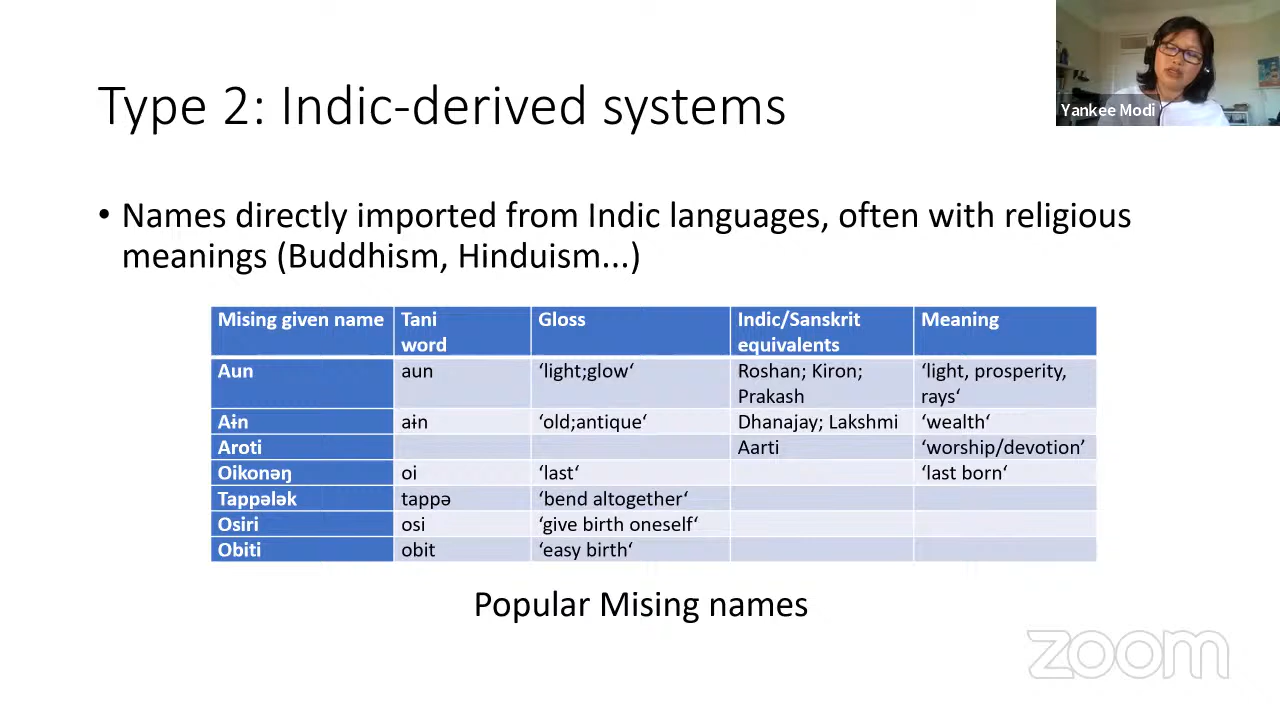 Type 2: Indic-derived systems
Yankee Modi
• Names directly imported from Indic languages, often with religious
meanings (Buddhism, Hinduism...)
Mising given name Tani word Gloss Indic/Sanskrit equivalents Meaning
Aun aun ‘light;glow‘ Roshan; Kiron; Prakash ‘light, prosperity, rays‘
Aɨn aɨn ‘old;antique‘ Dhanajay; Lakshmi ‘wealth‘
Aroti Aarti ‘worship/devotion’
Oikonəŋ oi ‘last‘ ‘last born‘
Tappələk tappə ‘bend altogether‘
Osiri osi ‘give birth oneself‘
Obiti obit ‘easy birth‘
Popular Mising names
zoom